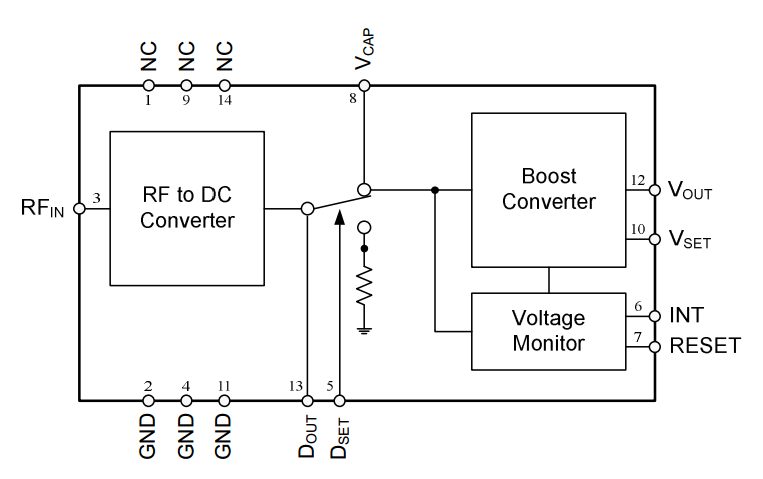 NC
NC
NC
VCAP
1
9
14
8
RFIN
3
RF to DC
Converter
Boost
Converter
12
VOUT
10
VSET
Voltage
Monitor
6
INT
7
RESET
2
4
11
13
5
GND
GND
GND
DOUT
DSET